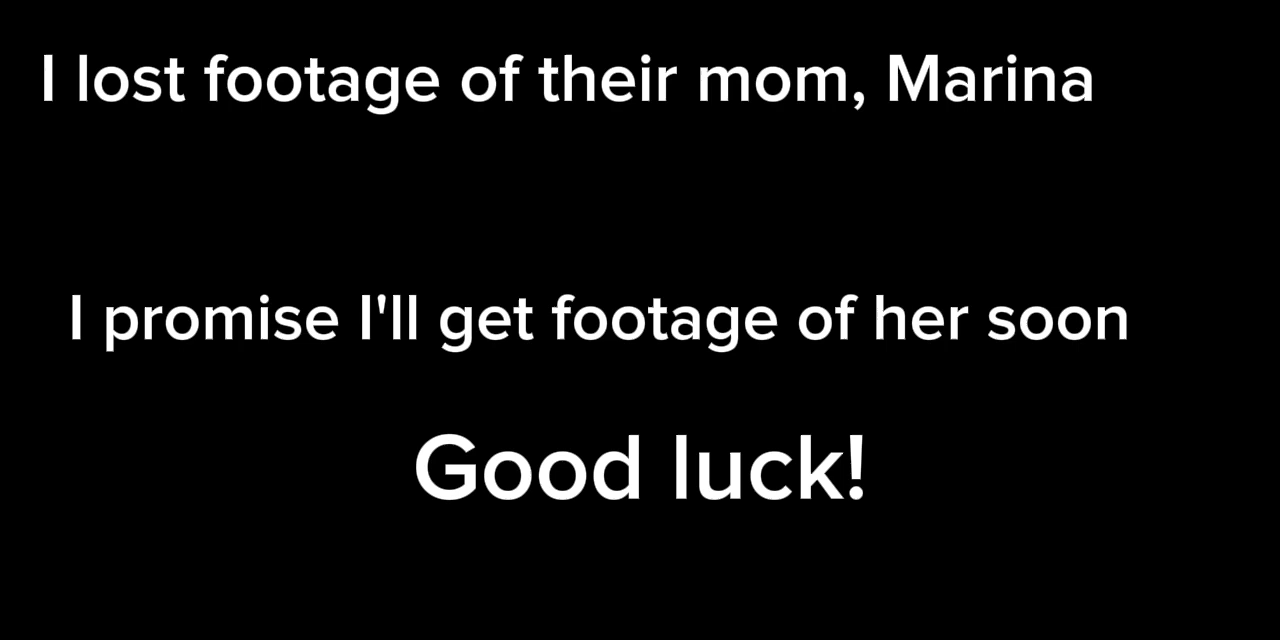 I lost footage of their mom, Marina
I promise I'll get footage of her soon
Good luck!